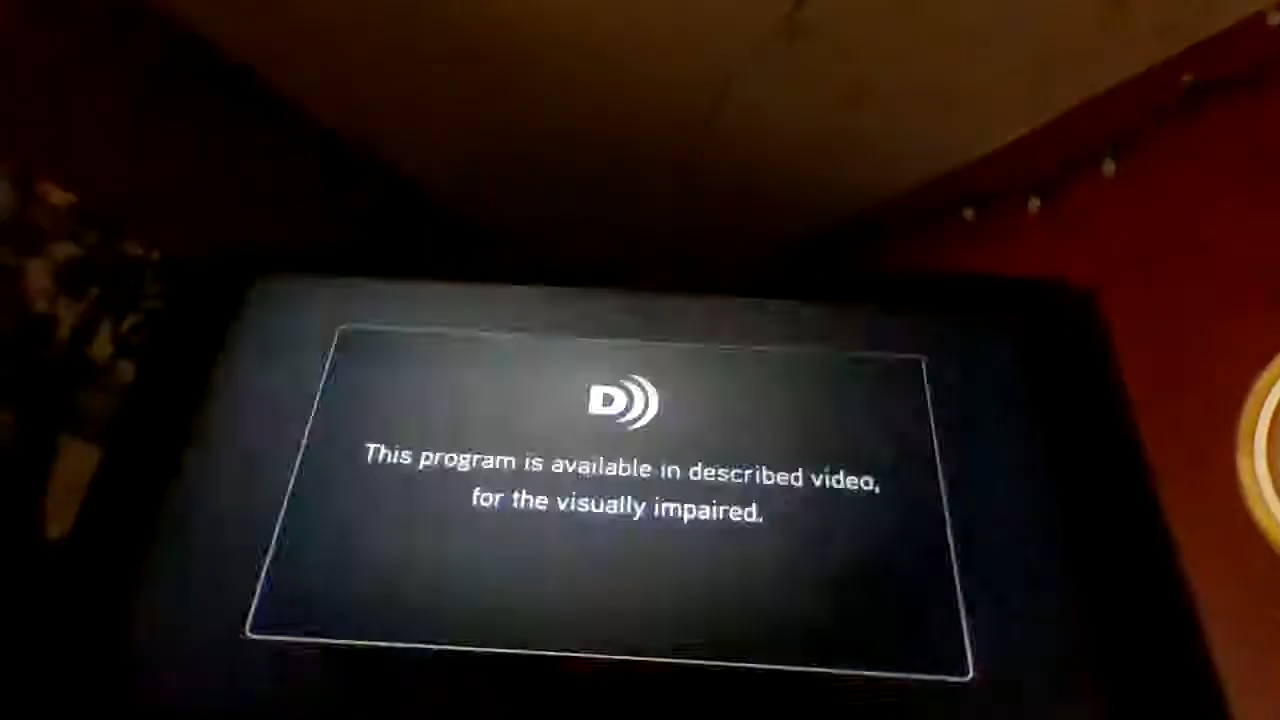 D
This program is available in described video,
for the visually impaired.